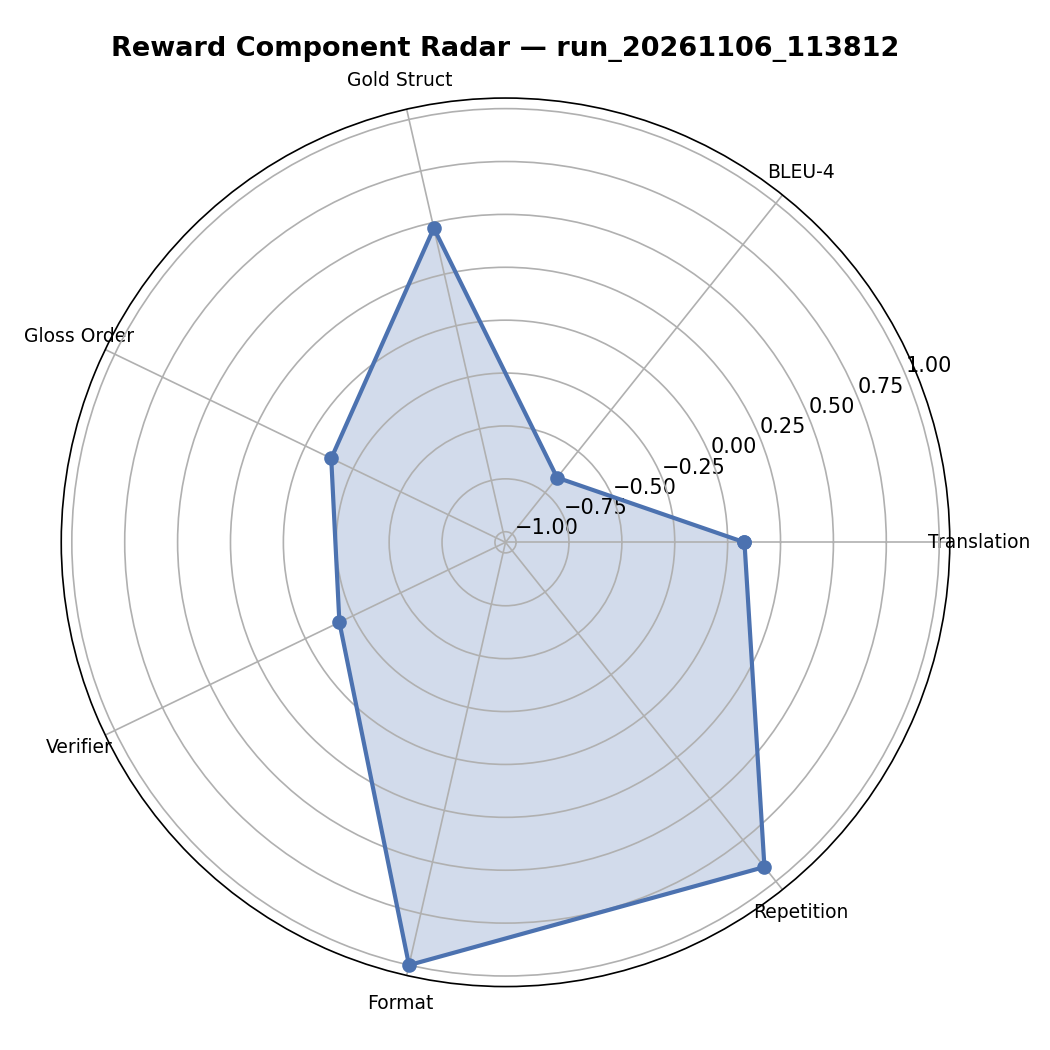 Reward Component Radar — run_20261106_113812
Gold Struct
BLEU-4
Gloss Order
1.00
0.75
0.50
0.25
0.00
−0.25
−0.50
−0.75
−1.00
Translation
Verifier
Repetition
Format